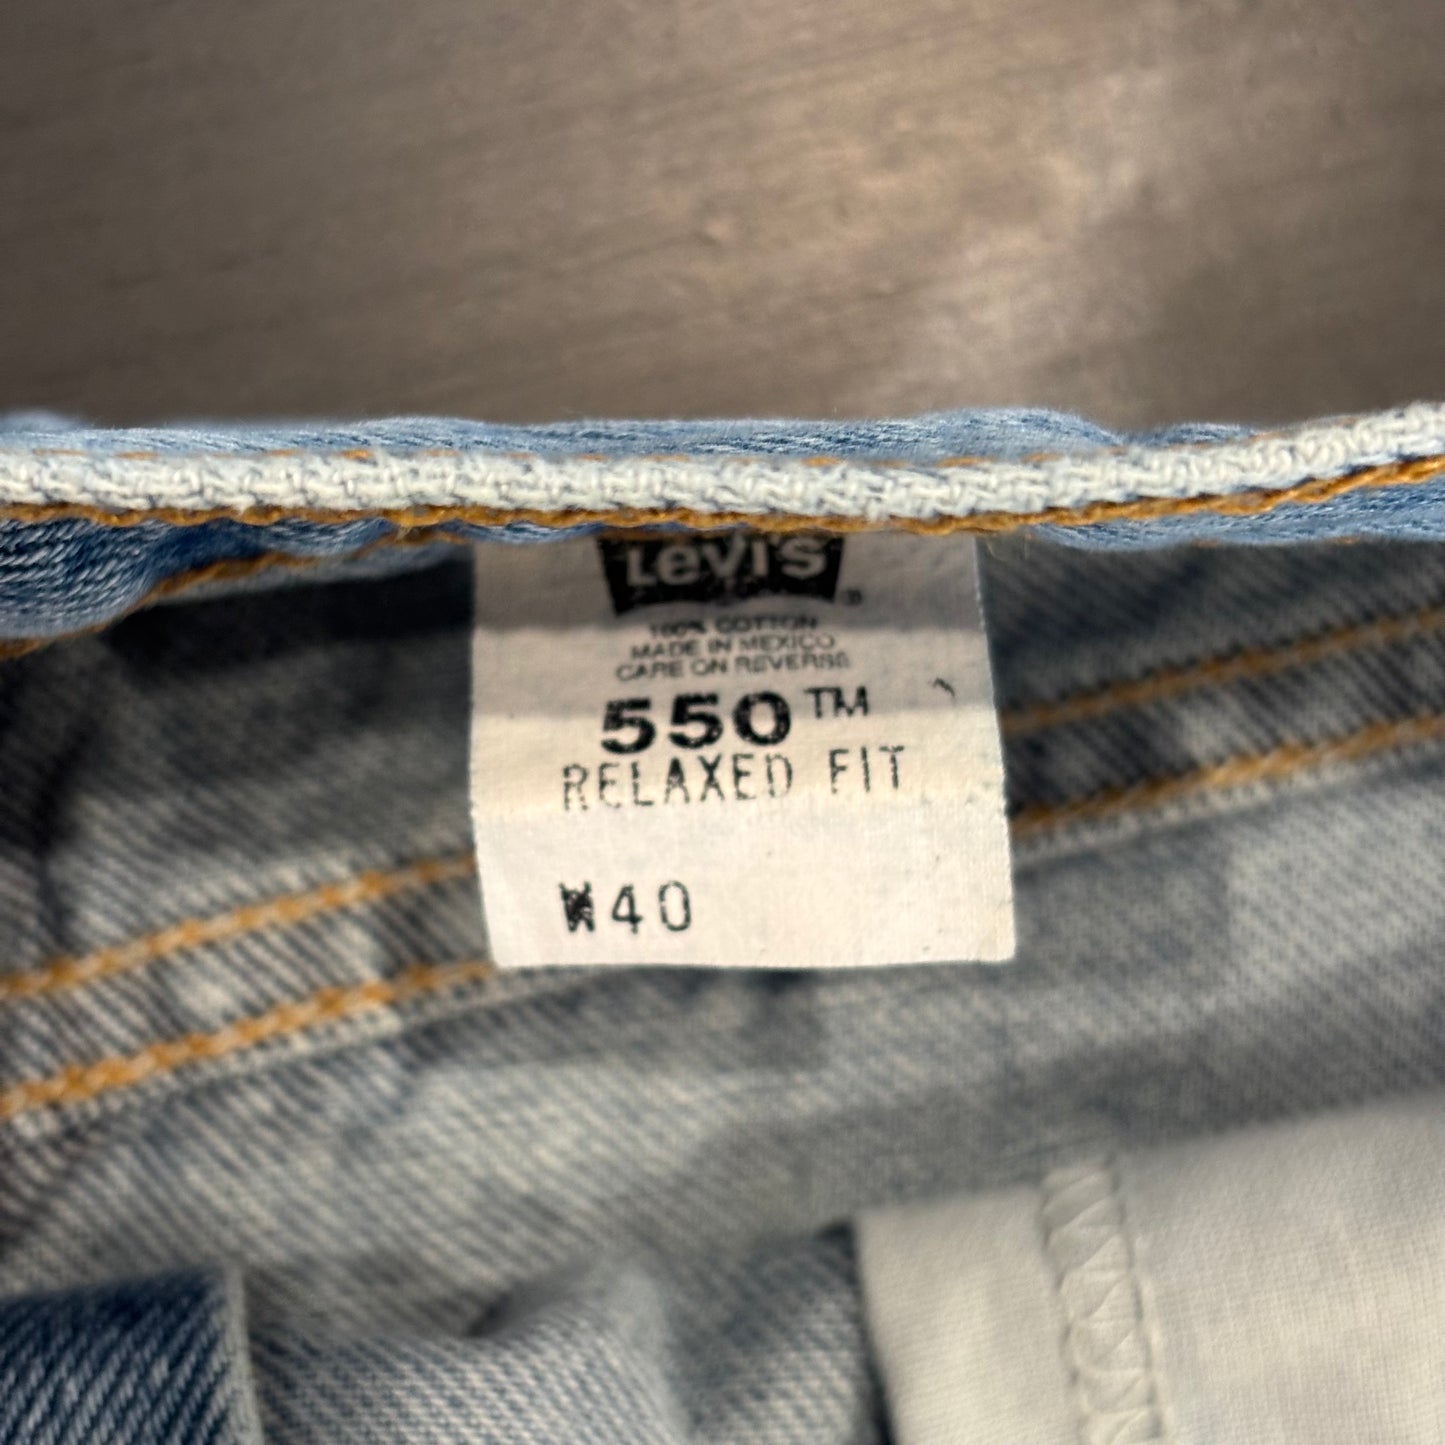 Levi's ®
100% COTTON
MADE IN MEXICO
CARE ON REVERSE
550™
RELAXED FIT
W40